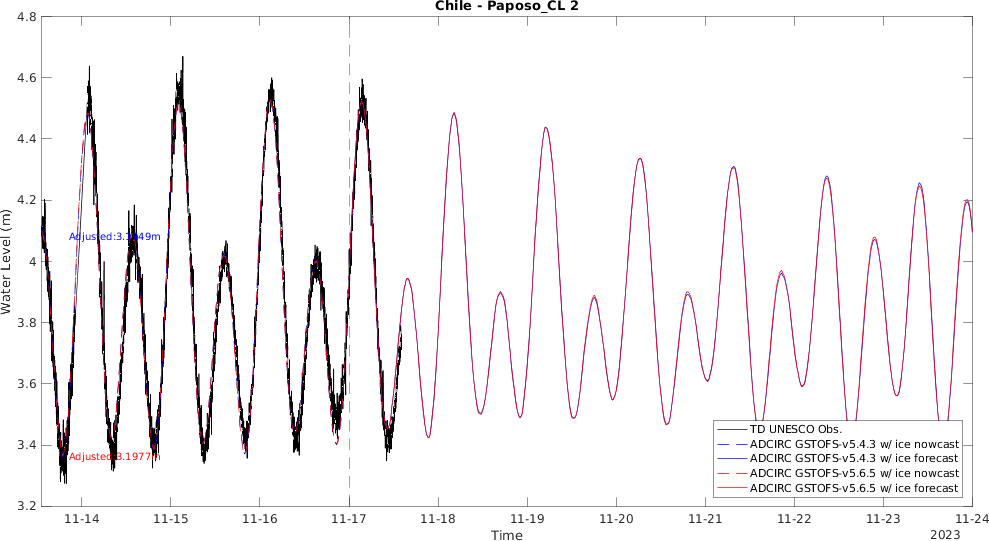 Chile - Paposo_CL 2
Water Level (m)
4.8
4.6
4.4
4.2
4
3.8
3.6
3.4
3.2
Adjusted:3.1977m
TD UNESCO Obs.
ADCIRC GSTOFS-v5.4.3 w/ ice nowcast
ADCIRC GSTOFS-v5.4.3 w/ ice forecast
ADCIRC GSTOFS-v5.6.5 w/ ice nowcast
ADCIRC GSTOFS-v5.6.5 w/ ice forecast
11-14 11-15 11-16 11-17 11-18 11-19 11-20 11-21 11-22 11-23 11-24
Time
2023